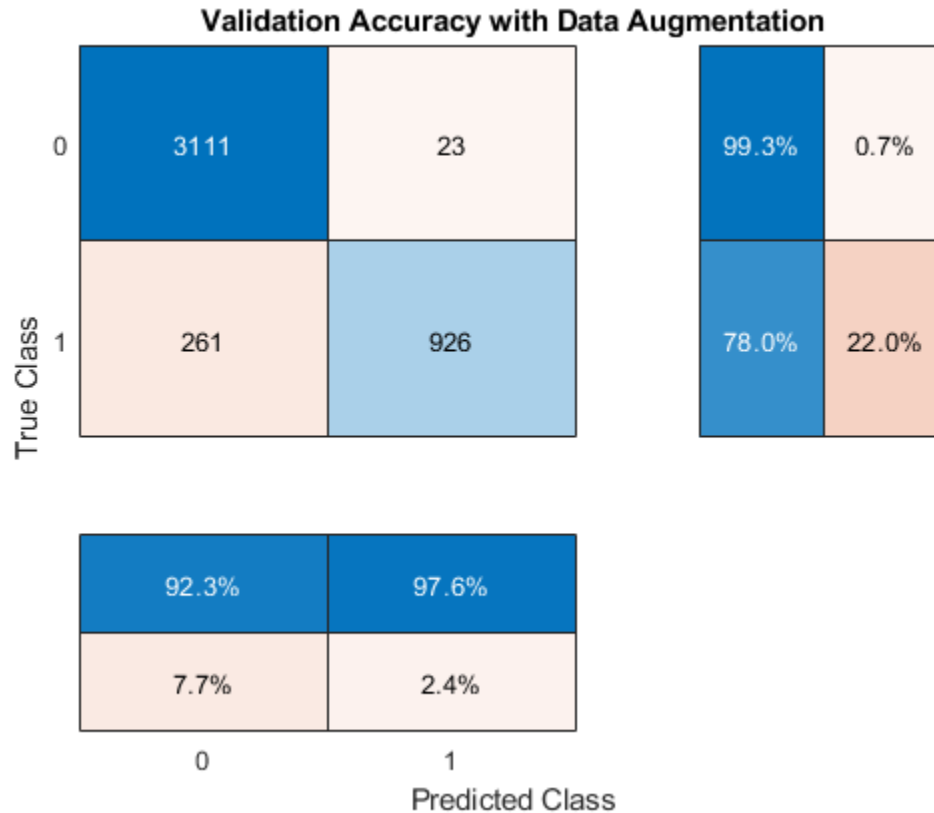 Validation Accuracy with Data Augmentation
0 3111 23 99.3% 0.7%
1 261 926 78.0% 22.0%
True Class
92.3% 97.6%
7.7% 2.4%
0 1
Predicted Class